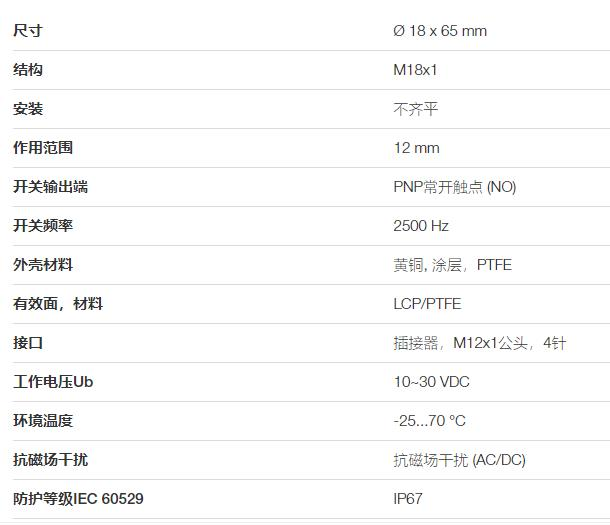 尺寸 Ø 18 x 65 mm
结构 M18x1
安装 不齐平
作用范围 12 mm
开关输出端 PNP常开触点 (NO)
开关频率 2500 Hz
外壳材料 黄铜, 涂层，PTFE
有效面，材料 LCP/PTFE
接口 插接器，M12x1公头，4针
工作电压Ub 10~30 VDC
环境温度 -25...70 °C
抗磁场干扰 抗磁场干扰 (AC/DC)
防护等级IEC 60529 IP67